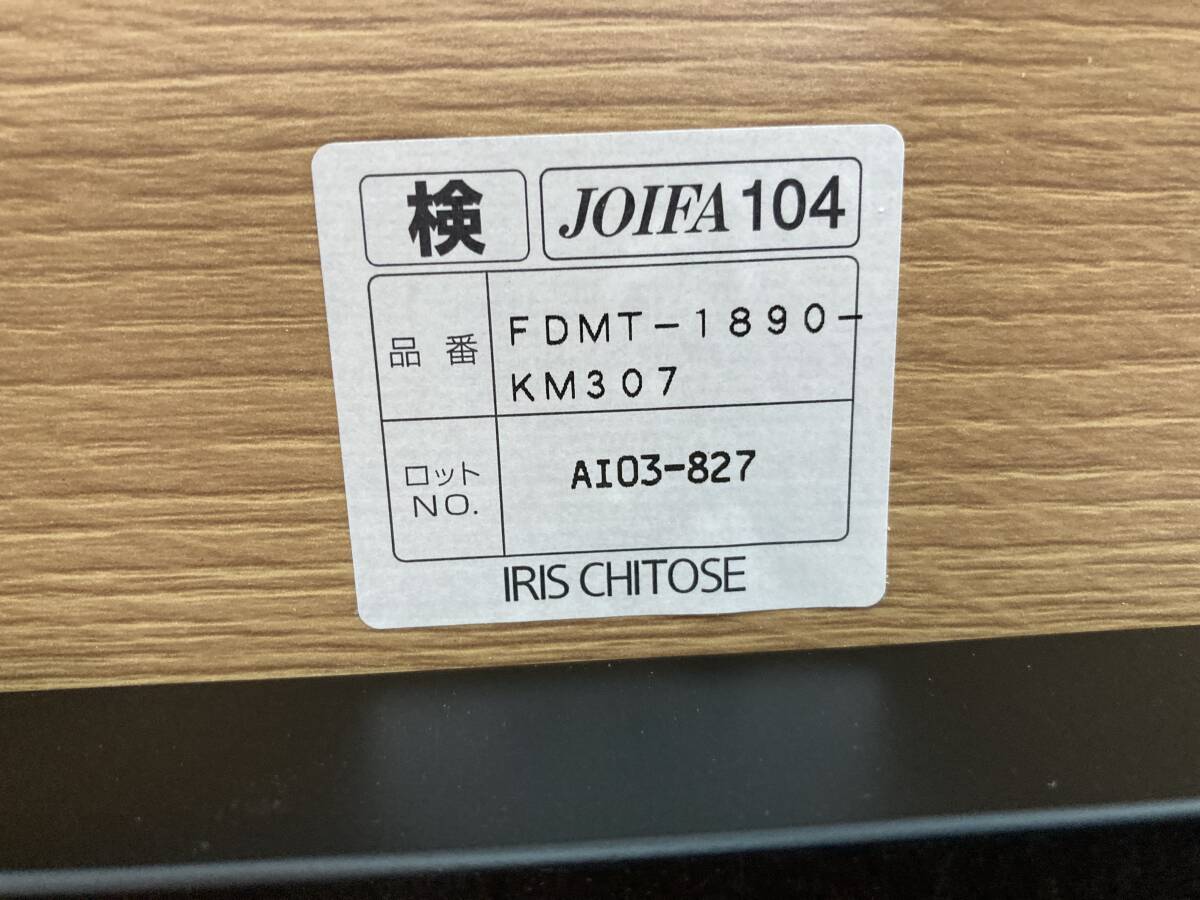 検
JOIFA 104
品番
FDMT-1890-
KM307
ロット
NO.
AI03-827
IRIS CHITOSE